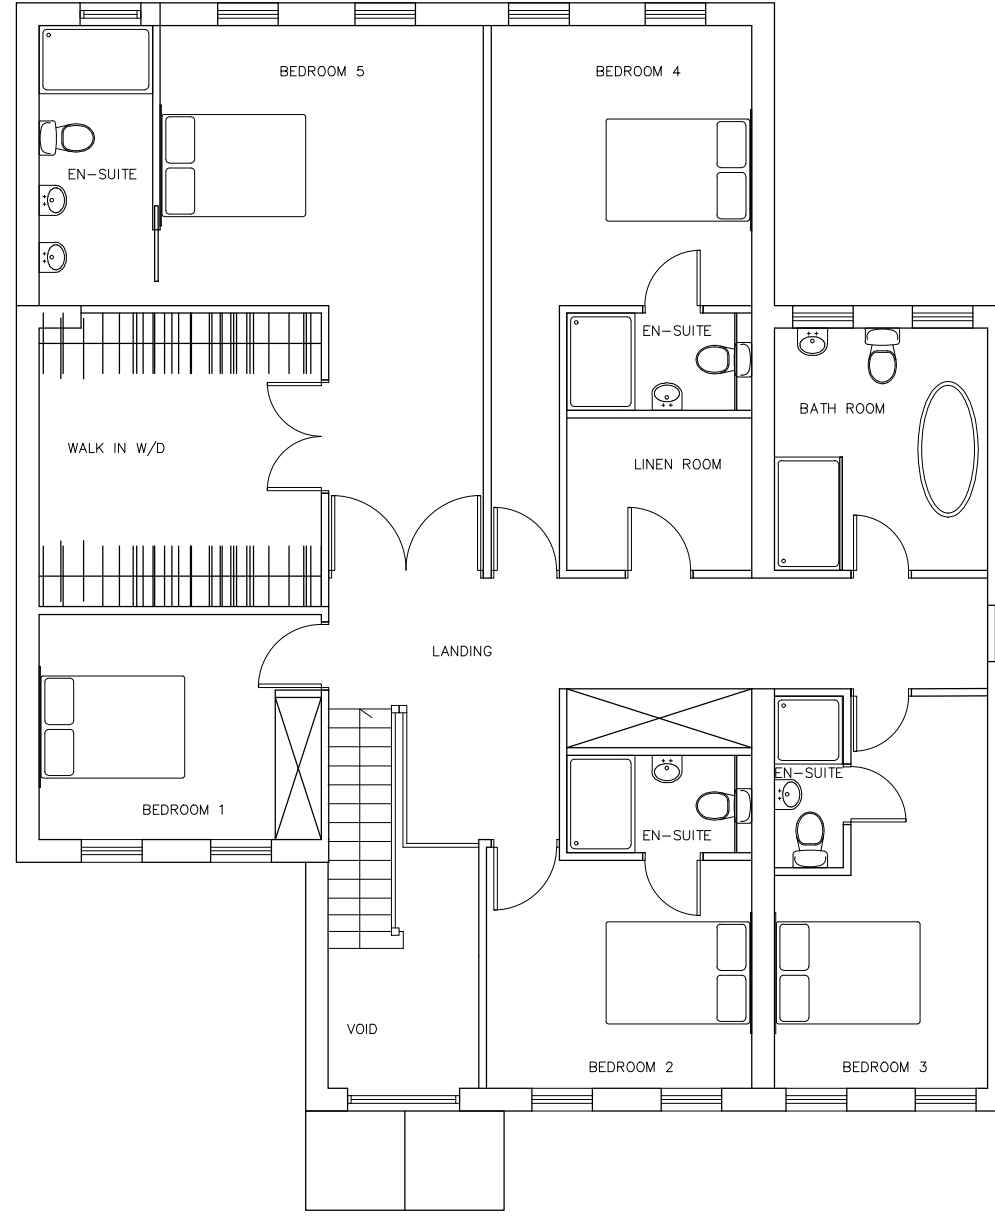 BEDROOM 5
BEDROOM 4
EN-SUITE
EN-SUITE
BATH ROOM
WALK IN W/D
LINEN ROOM
LANDING
EN-SUITE
BEDROOM 1
EN-SUITE
VOID
BEDROOM 2
BEDROOM 3